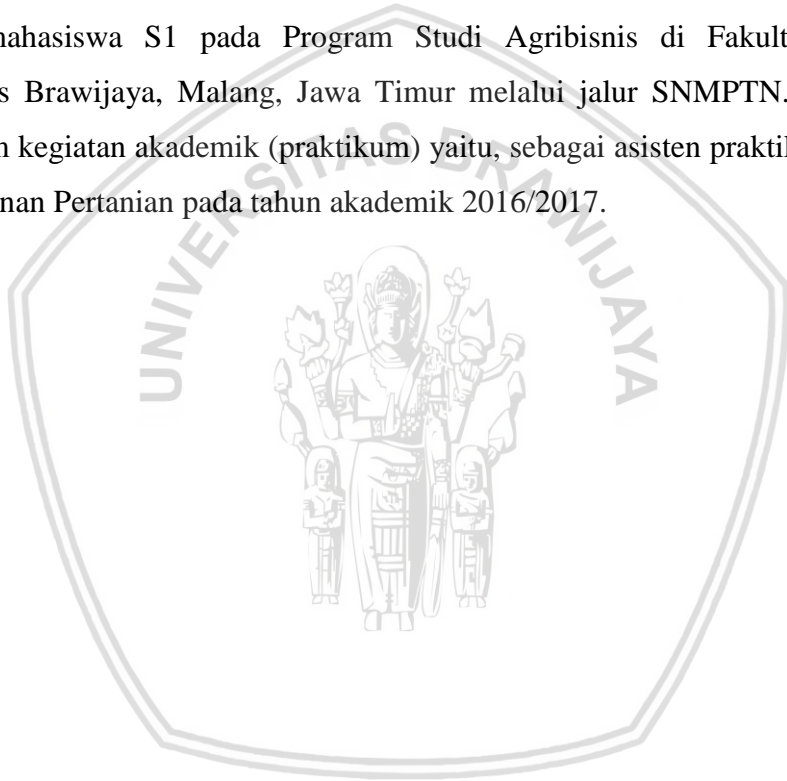 mahasiswa S1 pada Program Studi Agribisnis di Fakult
s Brawijaya, Malang, Jawa Timur melalui jalur SNMPTN.
n kegiatan akademik (praktikum) yaitu, sebagai asisten prakti
nan Pertanian pada tahun akademik 2016/2017.
UNIVERSITAS BRAWIJAYA